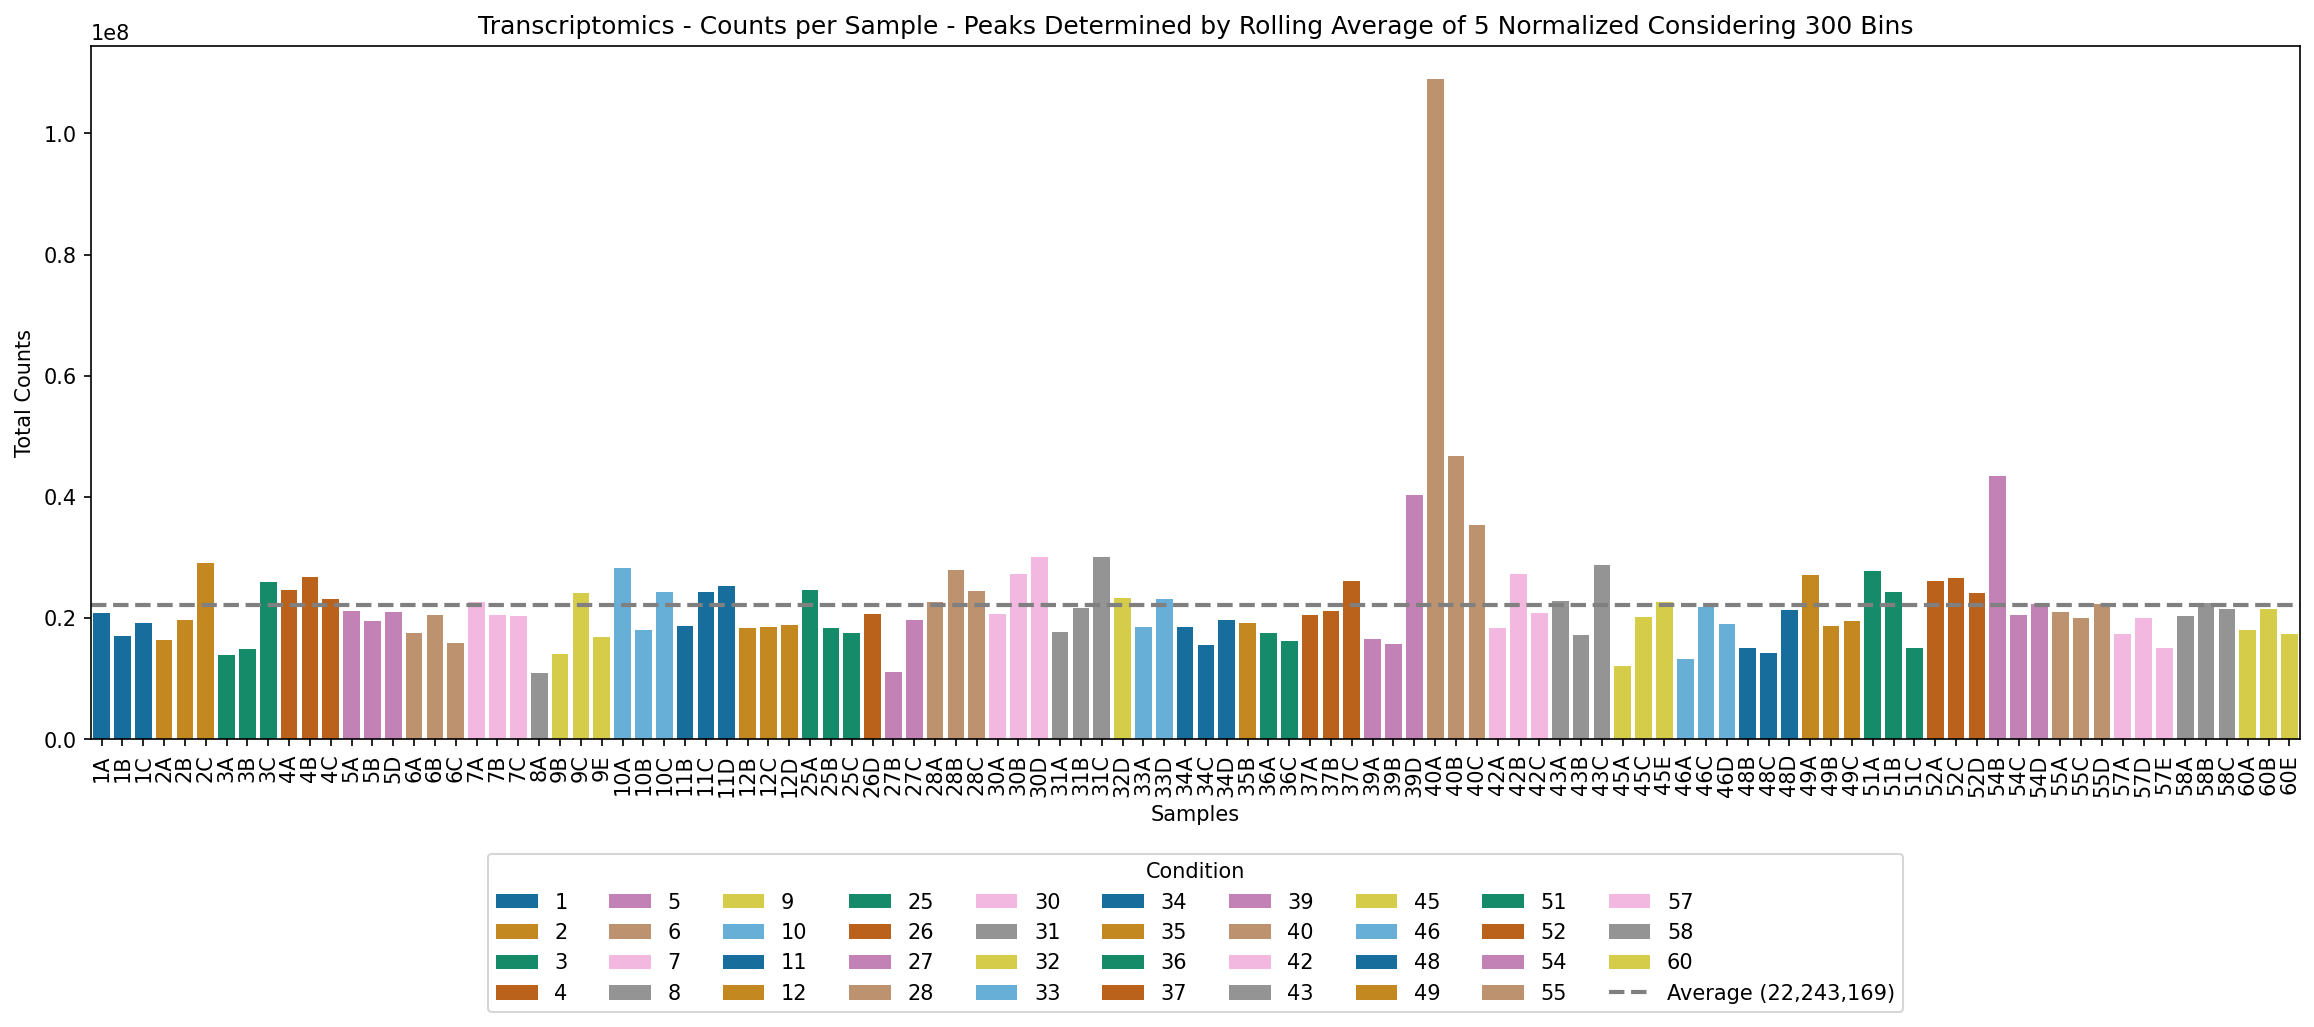 Transcriptomics - Counts per Sample - Peaks Determined by Rolling Average of 5 Normalized Considering 300 Bins
1e8
1.0
0.8
0.6
0.4
0.2
0.0
Total Counts
1A 1B 1C 2A 2B 2C 3A 3B 3C 4A 4B 4C 5A 5B 5D 6A 6B 6C 7A 7B 7C 8A 9B 9C 9E 10A 10B 10C 11B 11C 11D 12B 12C 12D 25A 25B 25C 26D 27B 27C 28A 28B 28C 30A 30B 30D 31A 31B 31C 32D 33A 33D 34A 34C 34D 35B 36A 36C 37A 37B 37C 39A 39B 39D 40A 40B 40C 42A 42B 42C 43A 43B 43C 45A 45C 45E 46A 46C 46D 48B 48C 48D 49A 49B 49C 51A 51B 51C 52A 52C 52D 54B 54C 54D 55A 55C 55D 57A 57D 57E 58A 58B 58C 60A 60B 60E
Samples
Condition
1 5 9 25 30 34 39 45 51 57
2 6 10 26 31 35 40 46 52 58
3 7 11 27 32 36 42 48 54 60
4 8 12 28 33 37 43 49 55 Average (22,243,169)